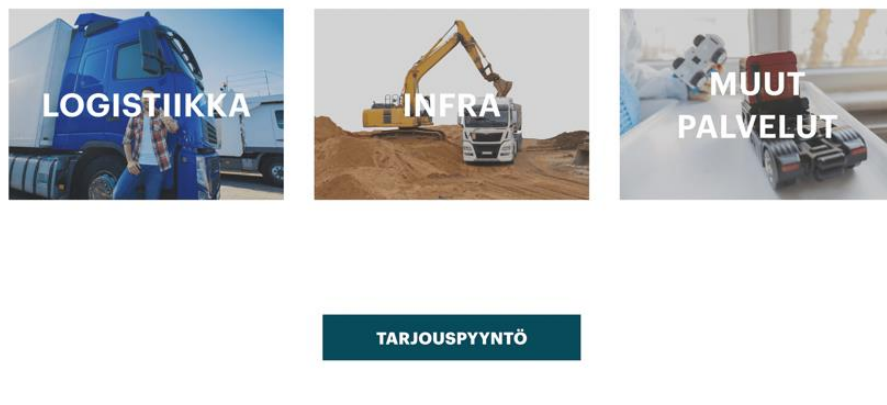 LOGISTIIKKA
INFRA
MUUT
PALVELUT
TARJOUSPYYNTÖ